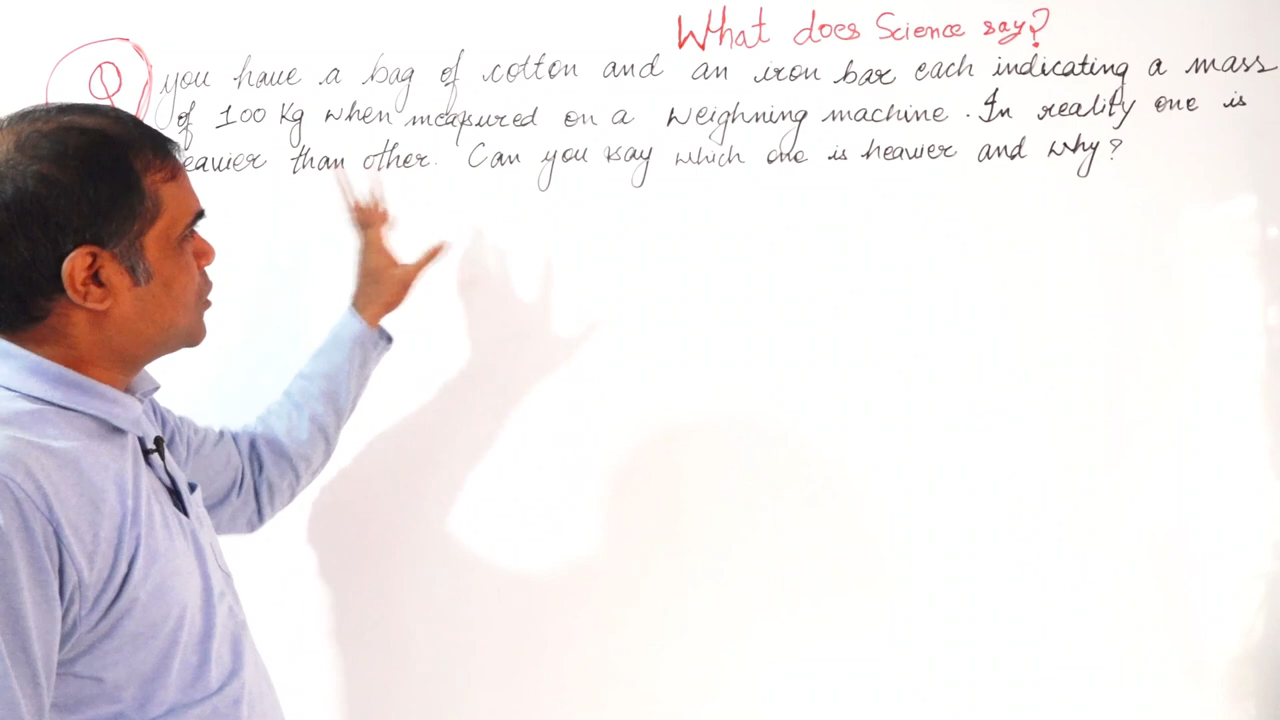 What does Science say?
Q you have a bag of cotton and an iron bar each indicating a mass
of 100 Kg when measured on a weighning machine. In reality one is
eavier than other. Can you say which one is heavier and why?